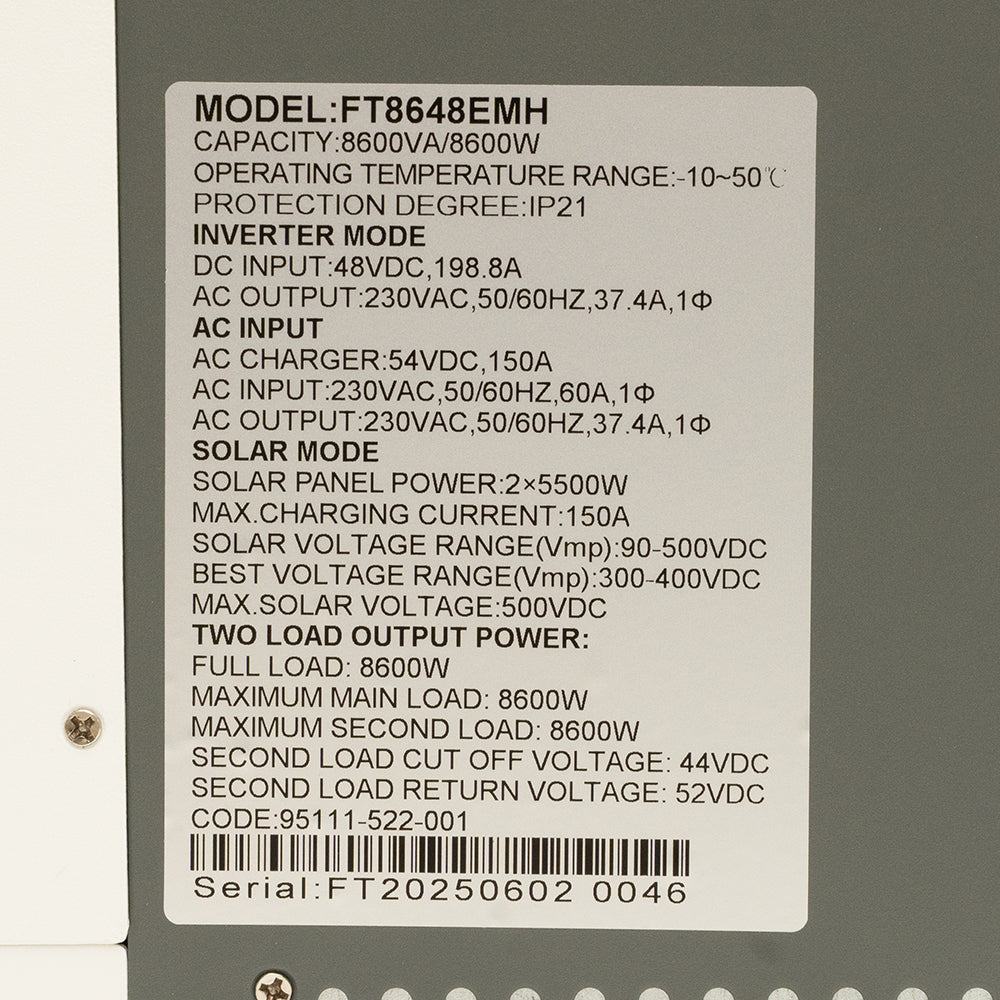 MODEL:FT8648EMH
CAPACITY:8600VA/8600W
OPERATING TEMPERATURE RANGE:-10~50℃
PROTECTION DEGREE:IP21
INVERTER MODE
DC INPUT:48VDC,198.8A
AC OUTPUT:230VAC,50/60HZ,37.4A,1Φ
AC INPUT
AC CHARGER:54VDC,150A
AC INPUT:230VAC,50/60HZ,60A,1Φ
AC OUTPUT:230VAC,50/60HZ,37.4A,1Φ
SOLAR MODE
SOLAR PANEL POWER:2×5500W
MAX.CHARGING CURRENT:150A
SOLAR VOLTAGE RANGE(Vmp):90-500VDC
BEST VOLTAGE RANGE(Vmp):300-400VDC
MAX.SOLAR VOLTAGE:500VDC
TWO LOAD OUTPUT POWER:
FULL LOAD: 8600W
MAXIMUM MAIN LOAD: 8600W
MAXIMUM SECOND LOAD: 8600W
SECOND LOAD CUT OFF VOLTAGE: 44VDC
SECOND LOAD RETURN VOLTAGE: 52VDC
CODE:95111-522-001
Serial:FT20250602 0046